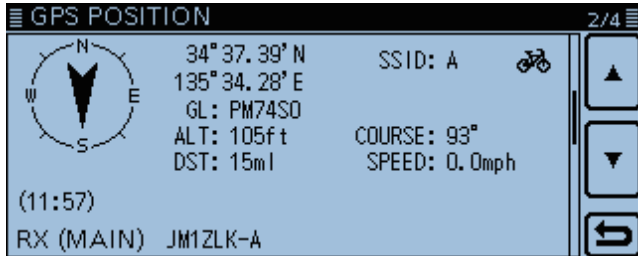 GPS POSITION 2/4
N
W E
S
34°37.39'N SSID: A
135°34.28'E
GL: PM74SO
ALT: 105ft COURSE: 93°
DST: 15ml SPEED: 0.0mph
(11:57)
RX (MAIN) JM1ZLK-A